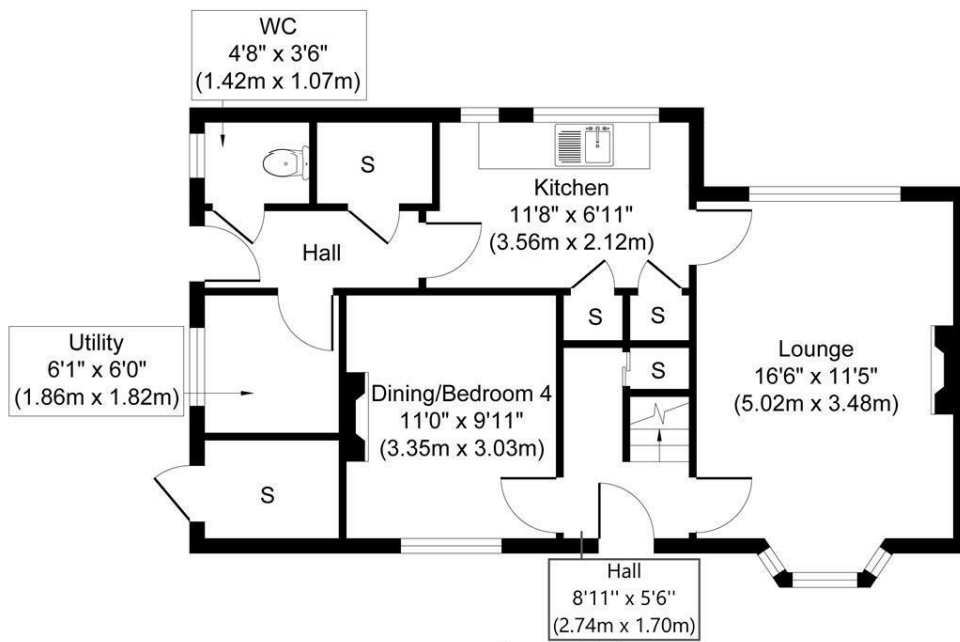 WC
4'8" x 3'6"
(1.42m x 1.07m)
S
Kitchen
11'8" x 6'11"
(3.56m x 2.12m)
Hall
S
S
S
Utility
6'1" x 6'0"
(1.86m x 1.82m)
Dining/Bedroom 4
11'0" x 9'11"
(3.35m x 3.03m)
Lounge
16'6" x 11'5"
(5.02m x 3.48m)
S
Hall
8'11'' x 5'6''
(2.74m x 1.70m)